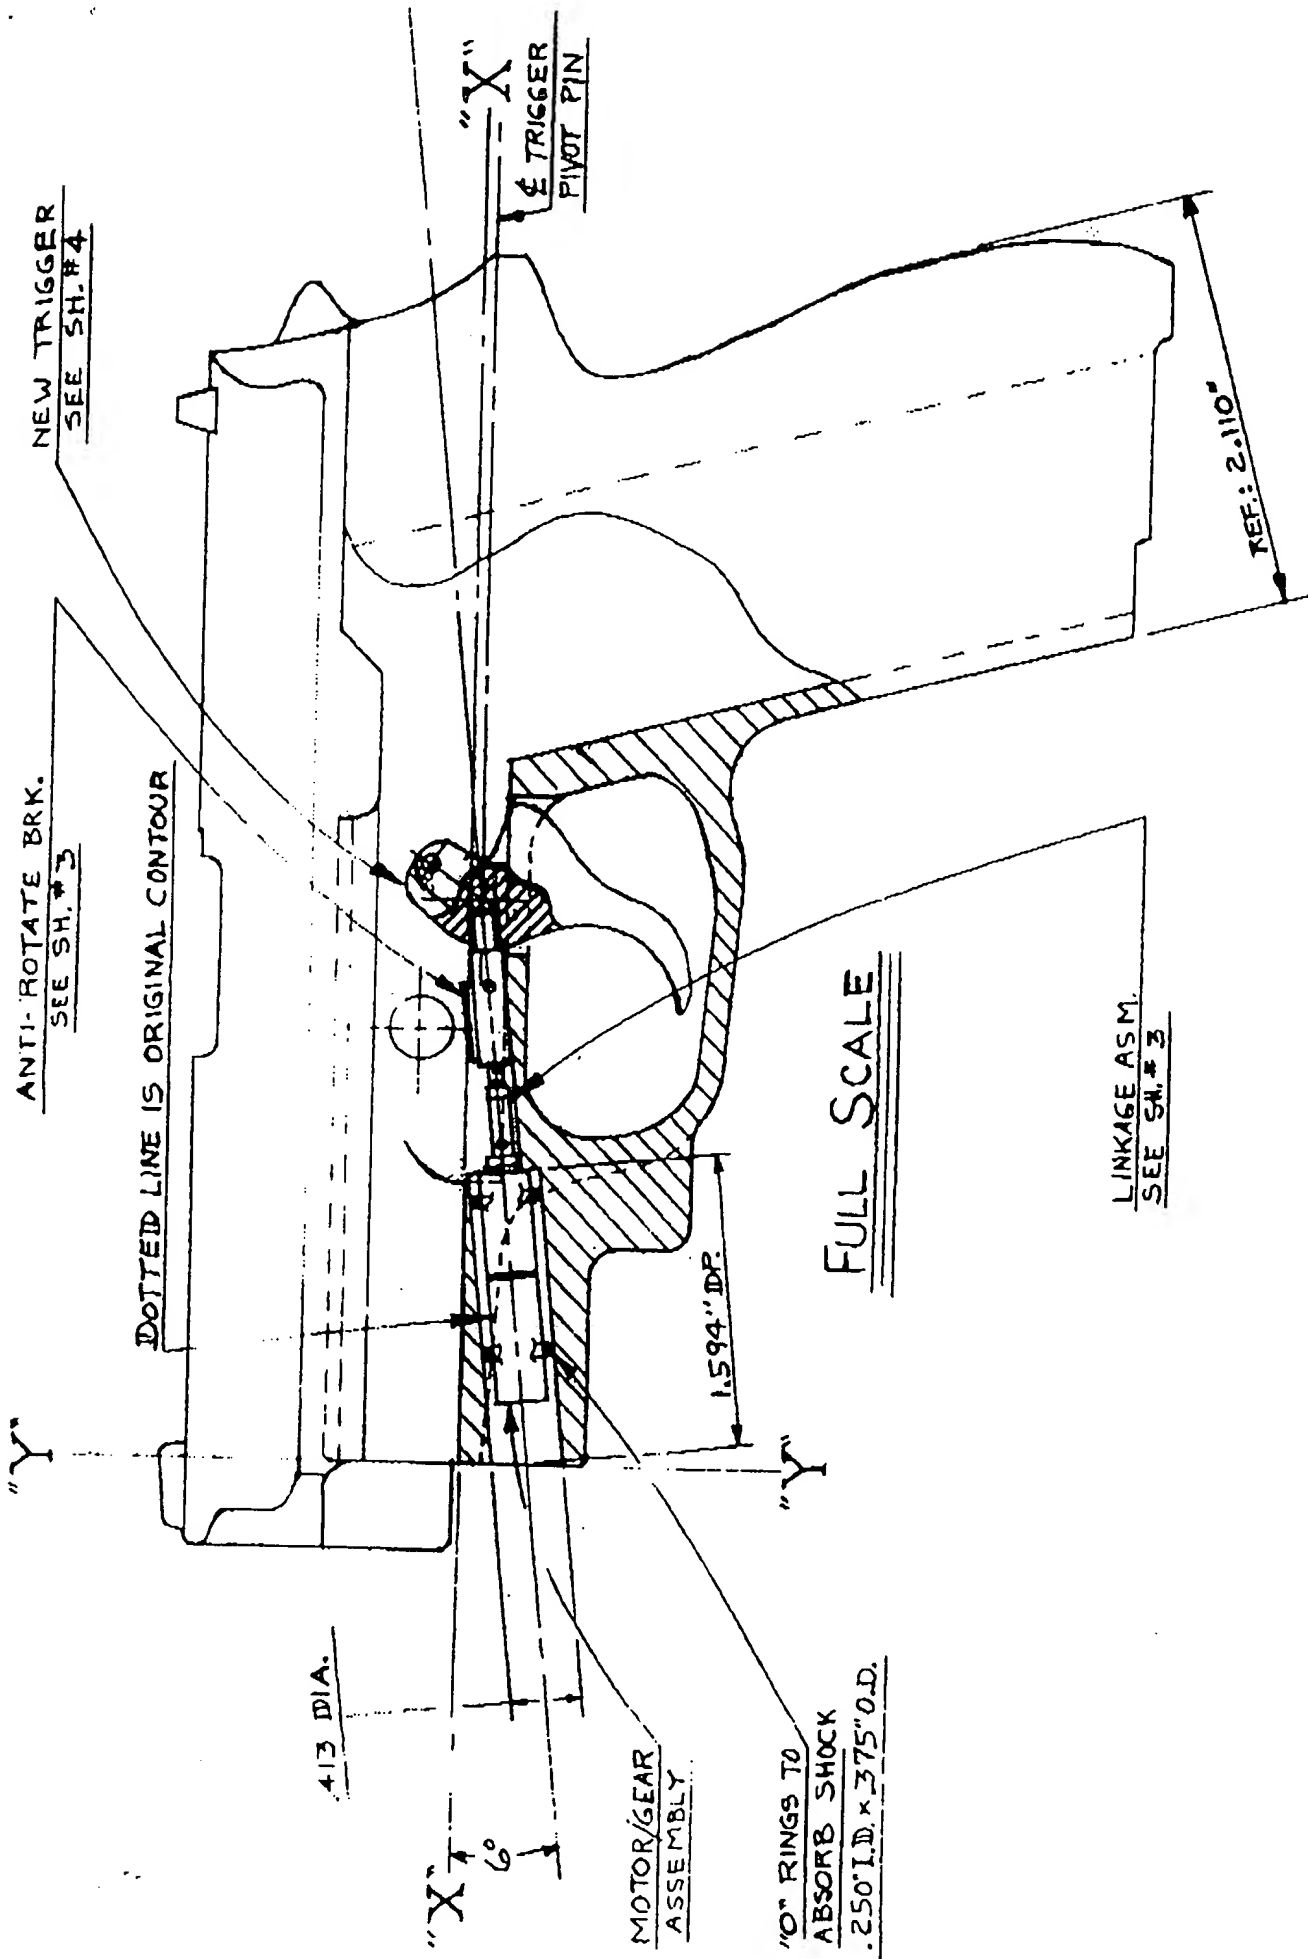 NEW TRIGGER
SEE SH. #4
ANTI-ROTATE BRK.
SEE SH. #3
DOTTED LINE IS ORIGINAL CONTOUR
"X"
℄ TRIGGER
PIVOT PIN
"Y"
"Y"
.413 DIA.
"X"
6°
MOTOR/GEAR
ASSEMBLY
"O" RINGS TO
ABSORB SHOCK
.250" I.D. x .375" O.D.
1.594" DP.
FULL SCALE
LINKAGE ASM.
SEE SH. #3
REF.: 2.110"